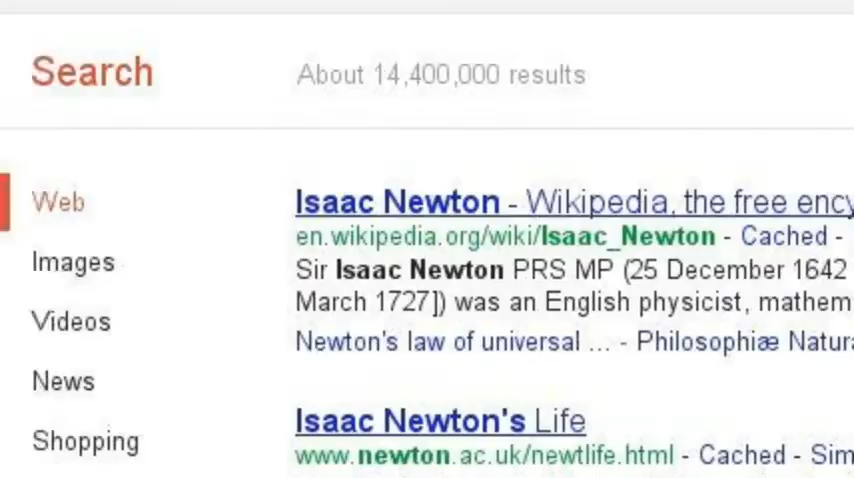 Search
About 14,400,000 results
Web
Images
Videos
News
Shopping
Isaac Newton - Wikipedia, the free ency
en.wikipedia.org/wiki/Isaac_Newton - Cached -
Sir Isaac Newton PRS MP (25 December 1642
March 1727]) was an English physicist, mathem
Newton's law of universal ... - Philosophiæ Natura
Isaac Newton's Life
www.newton.ac.uk/newtlife.html - Cached - Sim